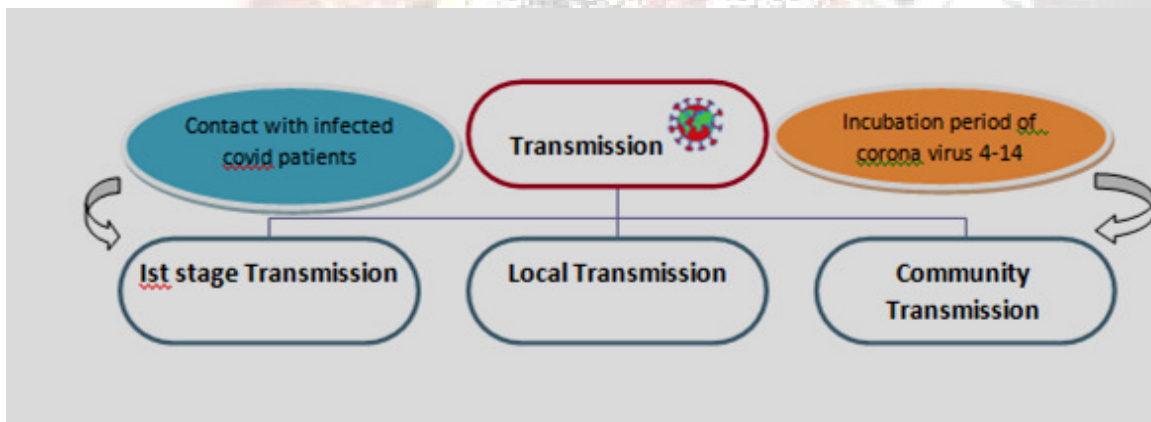 Contact with infected
covid patients
Transmission
Incubation period of
corona virus 4-14
Ist stage Transmission
Local Transmission
Community
Transmission